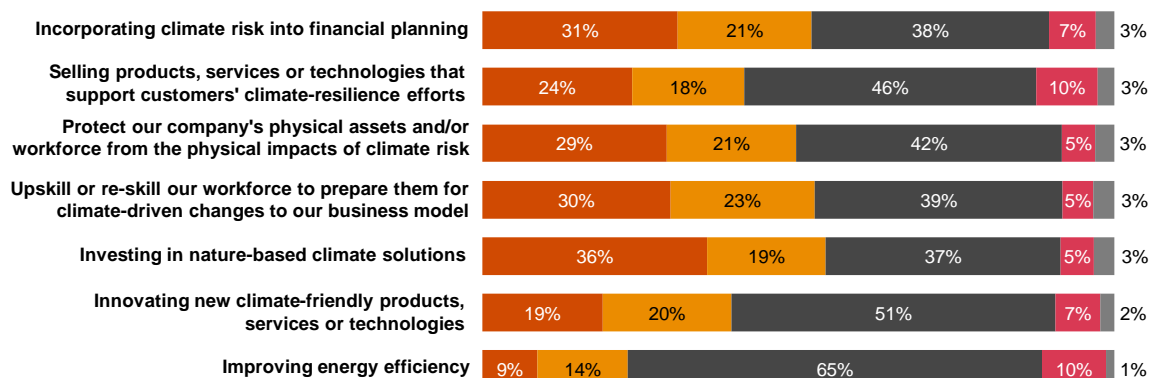 Incorporating climate risk into financial planning
31% 21% 38% 7% 3%
Selling products, services or technologies that
support customers' climate-resilience efforts
24% 18% 46% 10% 3%
Protect our company's physical assets and/or
workforce from the physical impacts of climate risk
29% 21% 42% 5% 3%
Upskill or re-skill our workforce to prepare them for
climate-driven changes to our business model
30% 23% 39% 5% 3%
Investing in nature-based climate solutions
36% 19% 37% 5% 3%
Innovating new climate-friendly products,
services or technologies
19% 20% 51% 7% 2%
Improving energy efficiency
9% 14% 65% 10% 1%